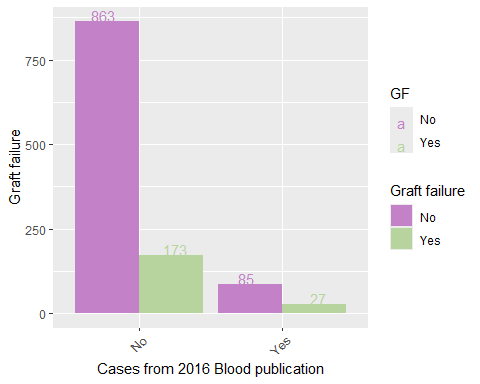 863
173
85
27
750
500
250
0
Graft failure
No
Yes
Cases from 2016 Blood publication
GF
a No
a Yes
Graft failure
No
Yes